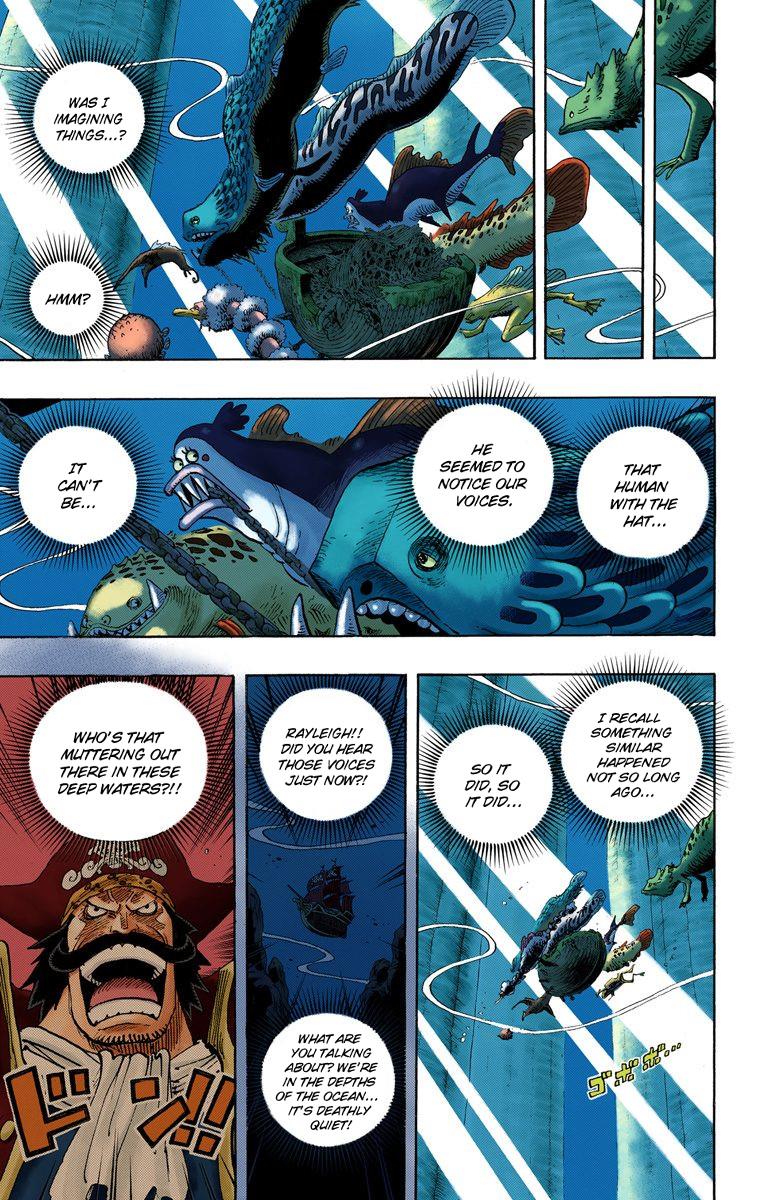 WAS I
IMAGINING
THINGS...?
HMM?
THAT
HUMAN
WITH THE
HAT...
HE
SEEMED TO
NOTICE OUR
VOICES.
IT
CAN'T
BE...
I RECALL
SOMETHING
SIMILAR
HAPPENED
NOT SO LONG
AGO...
SO IT
DID, SO
IT DID...
ゴボボ…
RAYLEIGH!!
DID YOU HEAR
THOSE VOICES
JUST NOW?!
WHAT ARE
YOU TALKING
ABOUT? WE'RE
IN THE DEPTHS
OF THE OCEAN...
IT'S DEATHLY
QUIET!
WHO'S THAT
MUTTERING OUT
THERE IN THESE
DEEP WATERS?!!
ドン!!